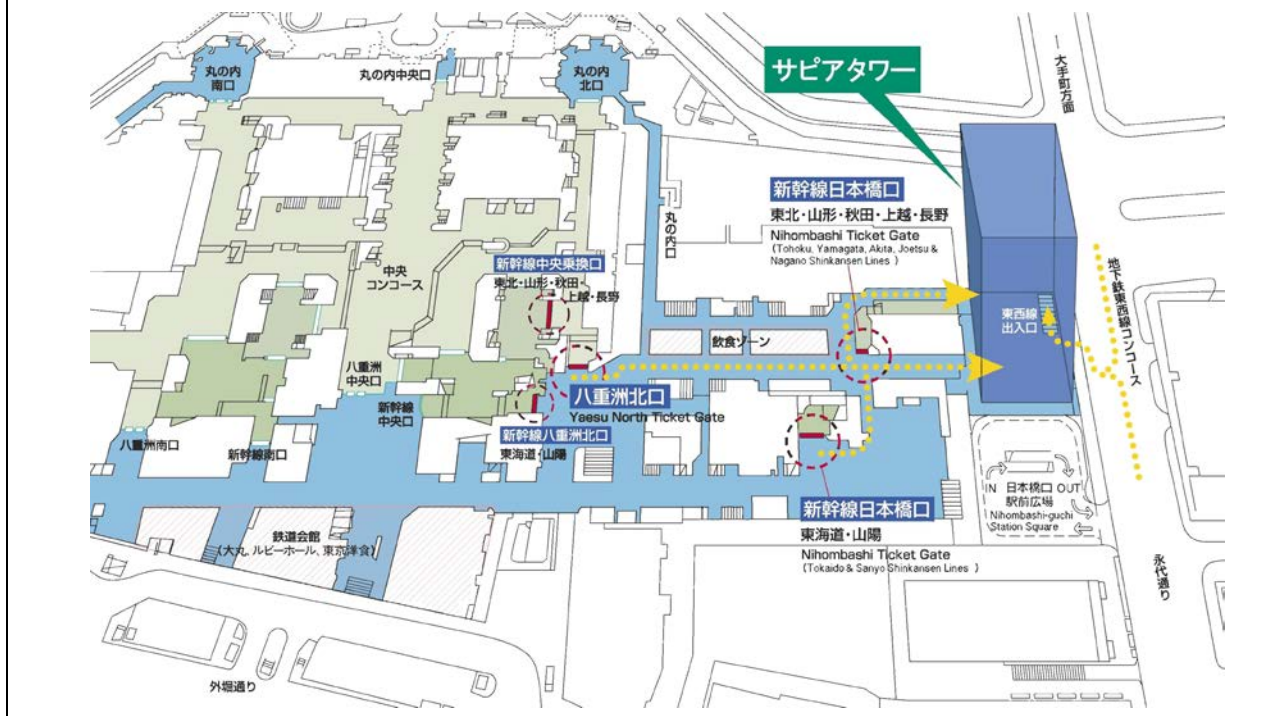 丸の内
南口
丸の内中央口
丸の内
北口
サピアタワー
大手町方面
新幹線日本橋口
東北・山形・秋田・上越・長野
Nihombashi Ticket Gate
(Tohoku, Yamagata, Akita, Joetsu &
Nagano Shinkansen Lines )
丸の内口
中央
コンコース
新幹線中央乗換口
東北・山形・秋田・
上越・長野
地下鉄東西線コンコース
東西線
出入口
飲食ゾーン
八重洲
中央口
新幹線
中央口
八重洲北口
Yaesu North Ticket Gate
新幹線八重洲北口
東海道・山陽
八重洲南口
新幹線南口
IN 日本橋口 OUT
駅前広場
Nihombashi-guchi
Station Square
新幹線日本橋口
東海道・山陽
Nihombashi Ticket Gate
(Tokaido & Sanyo Shinkansen Lines )
鉄道会館
(大丸、ルビーホール、東京洋食)
永代通り
外堀通り